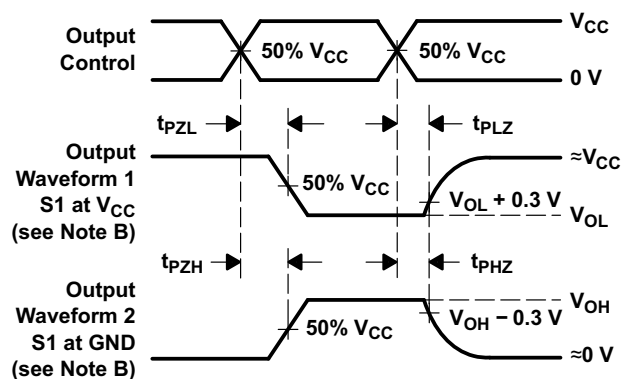 Output
Control
50% V_CC
50% V_CC
V_CC
0 V
t_PZL
t_PLZ
Output
Waveform 1
S1 at V_CC
(see Note B)
50% V_CC
≈V_CC
V_OL + 0.3 V
V_OL
t_PZH
t_PHZ
Output
Waveform 2
S1 at GND
(see Note B)
50% V_CC
V_OH
V_OH − 0.3 V
≈0 V